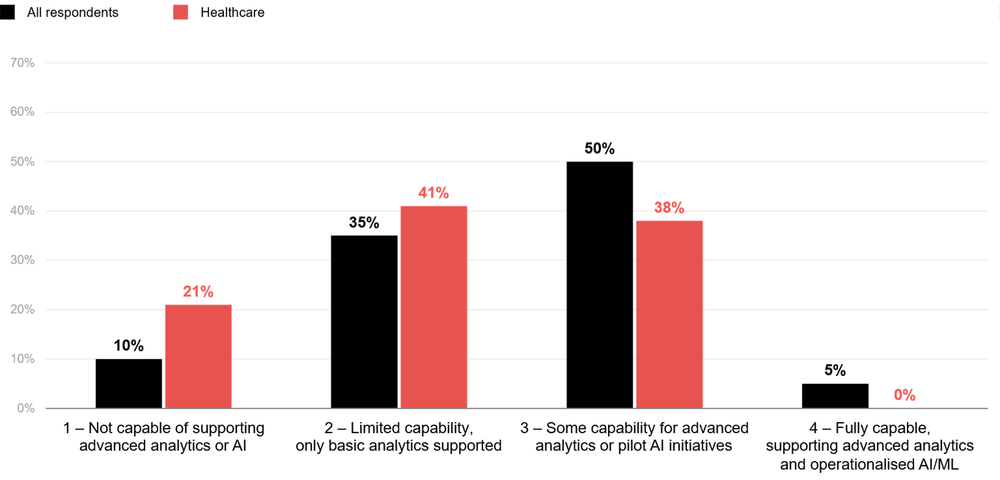 All respondents
Healthcare
70%
60%
50%
40%
30%
20%
10%
0%
10%
21%
35%
41%
50%
38%
5%
0%
1 – Not capable of supporting
advanced analytics or AI
2 – Limited capability,
only basic analytics supported
3 – Some capability for advanced
analytics or pilot AI initiatives
4 – Fully capable,
supporting advanced analytics
and operationalised AI/ML